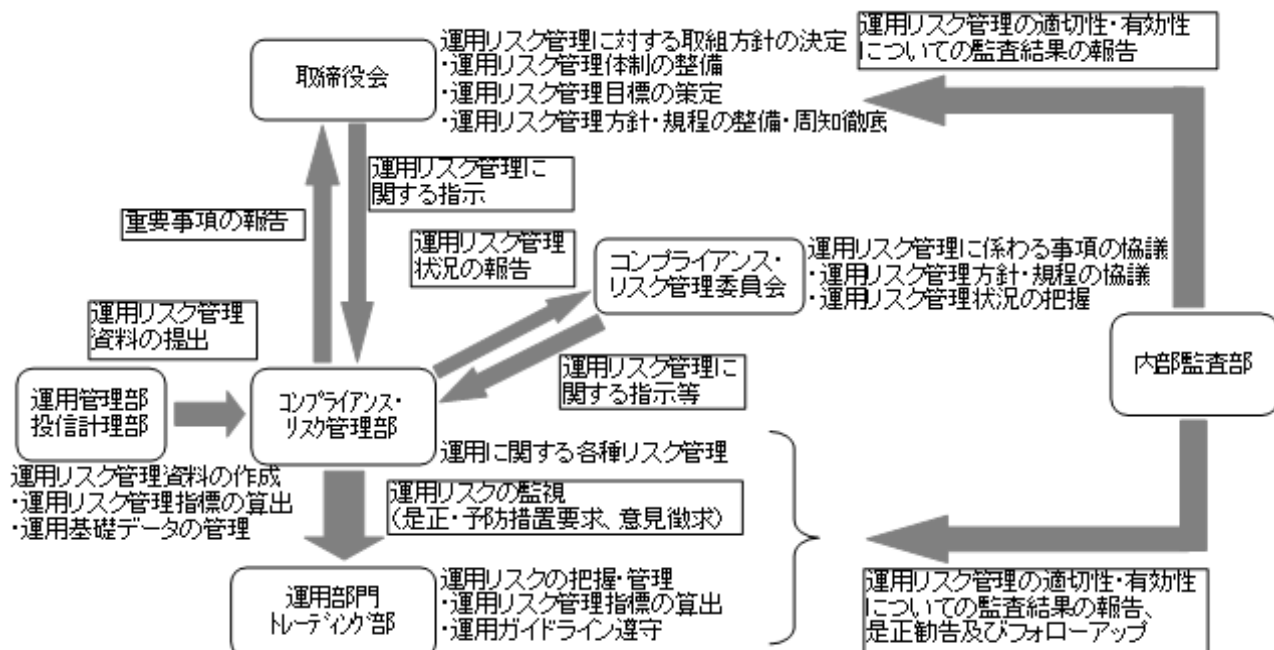 運用リスク管理に対する取組方針の決定
・運用リスク管理体制の整備
・運用リスク管理目標の策定
・運用リスク管理方針・規程の整備・周知徹底
取締役会
運用リスク管理の適切性・有効性
についての監査結果の報告
運用リスク管理に
関する指示
重要事項の報告
運用リスク管理
状況の報告
コンプライアンス・
リスク管理委員会
運用リスク管理に係わる事項の協議
・運用リスク管理方針・規程の協議
・運用リスク管理状況の把握
運用リスク管理
資料の提出
内部監査部
運用リスク管理に
関する指示等
運用管理部
投信計理部
コンプライアンス・
リスク管理部
運用に関する各種リスク管理
運用リスク管理資料の作成
・運用リスク管理指標の算出
・運用基礎データの管理
運用リスクの監視
(是正・予防措置要求、意見徴求)
運用部門
トレーディング部
運用リスクの把握・管理
・運用リスク管理指標の算出
・運用ガイドライン遵守
運用リスク管理の適切性・有効性
についての監査結果の報告、
是正勧告及びフォローアップ